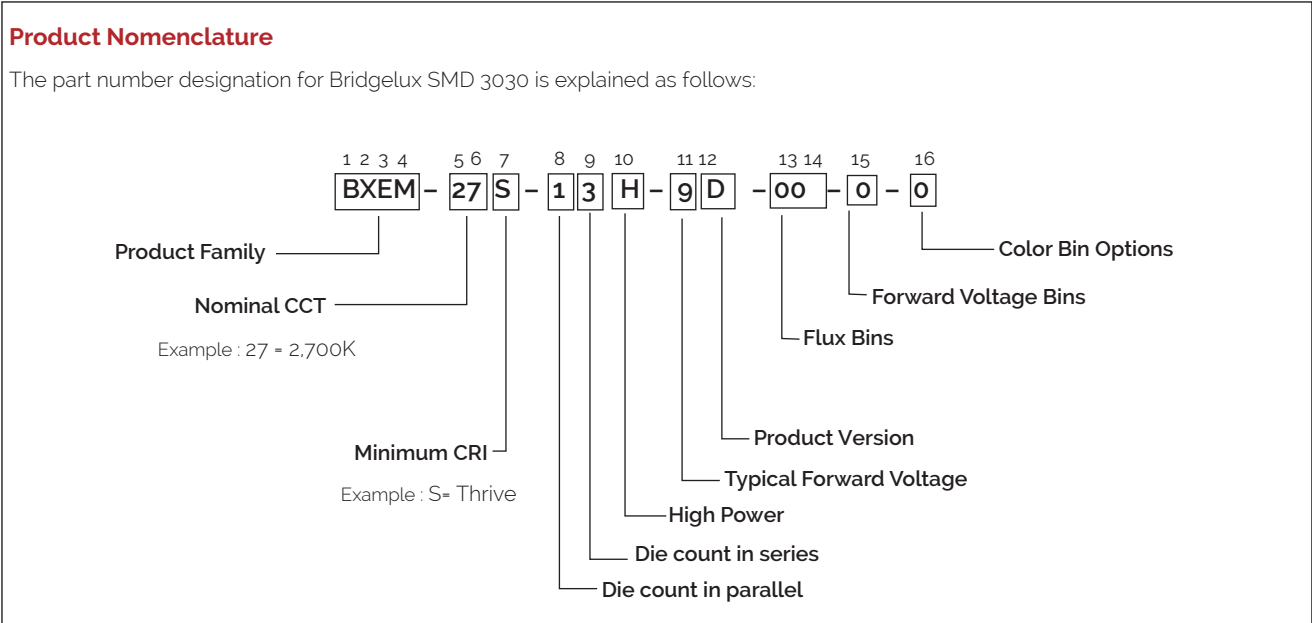 Product Nomenclature
The part number designation for Bridgelux SMD 3030 is explained as follows:
1 2 3 4 5 6 7 8 9 10 11 12 13 14 15 16
BXEM – 27 S – 1 3 H – 9 D – 00 – 0 – 0
Product Family
Color Bin Options
Nominal CCT
Forward Voltage Bins
Example : 27 = 2,700K
Flux Bins
Minimum CRI
Product Version
Example : S= Thrive
Typical Forward Voltage
High Power
Die count in series
Die count in parallel